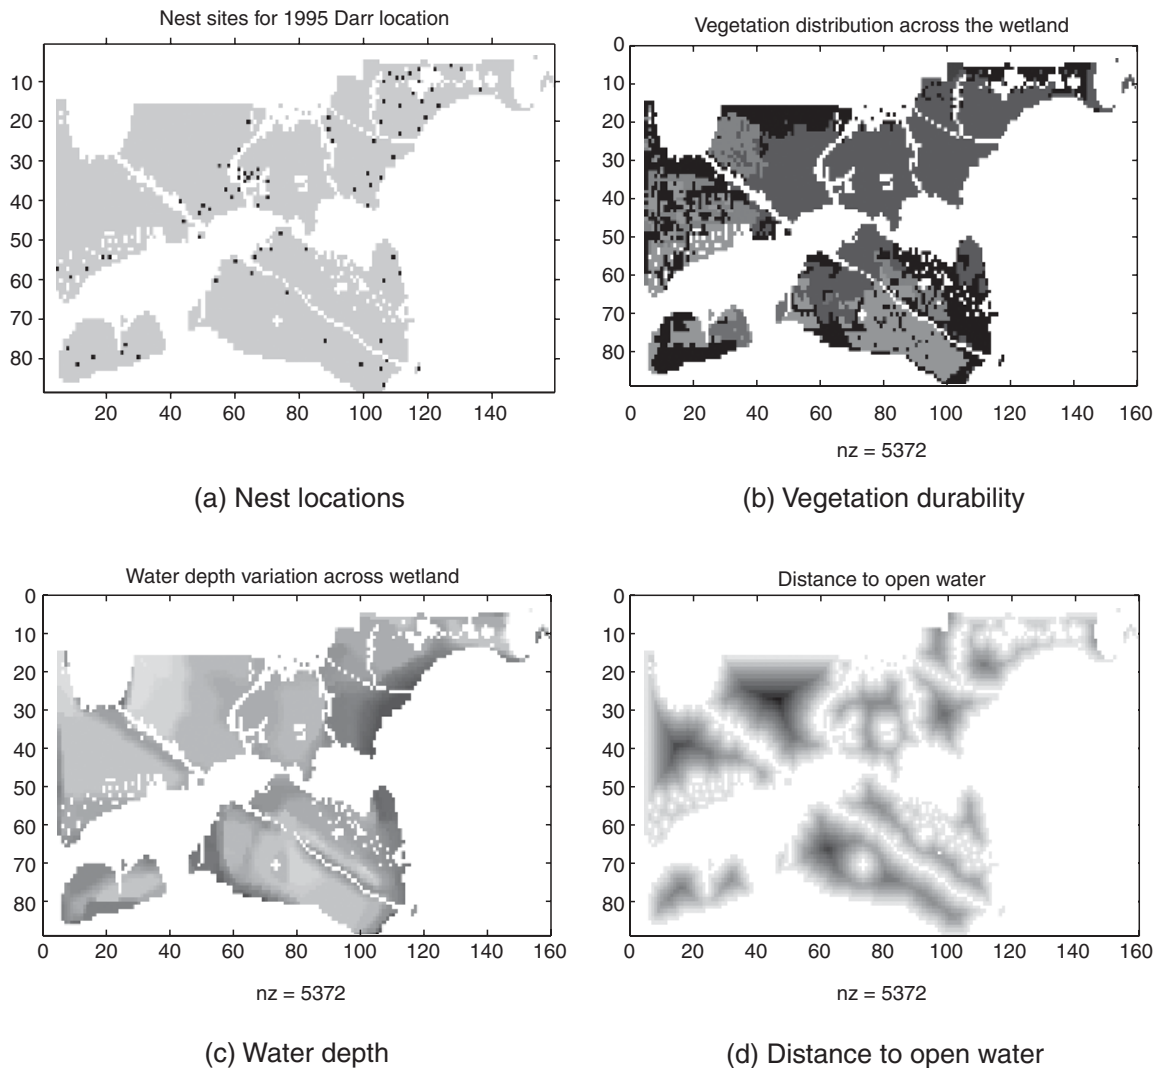 Nest sites for 1995 Darr location
10
20
30
40
50
60
70
80
20 40 60 80 100 120 140
(a) Nest locations
Vegetation distribution across the wetland
0
10
20
30
40
50
60
70
80
0 20 40 60 80 100 120 140 160
nz = 5372
(b) Vegetation durability
Water depth variation across wetland
0
10
20
30
40
50
60
70
80
0 20 40 60 80 100 120 140 160
nz = 5372
(c) Water depth
Distance to open water
0
10
20
30
40
50
60
70
80
0 20 40 60 80 100 120 140 160
nz = 5372
(d) Distance to open water